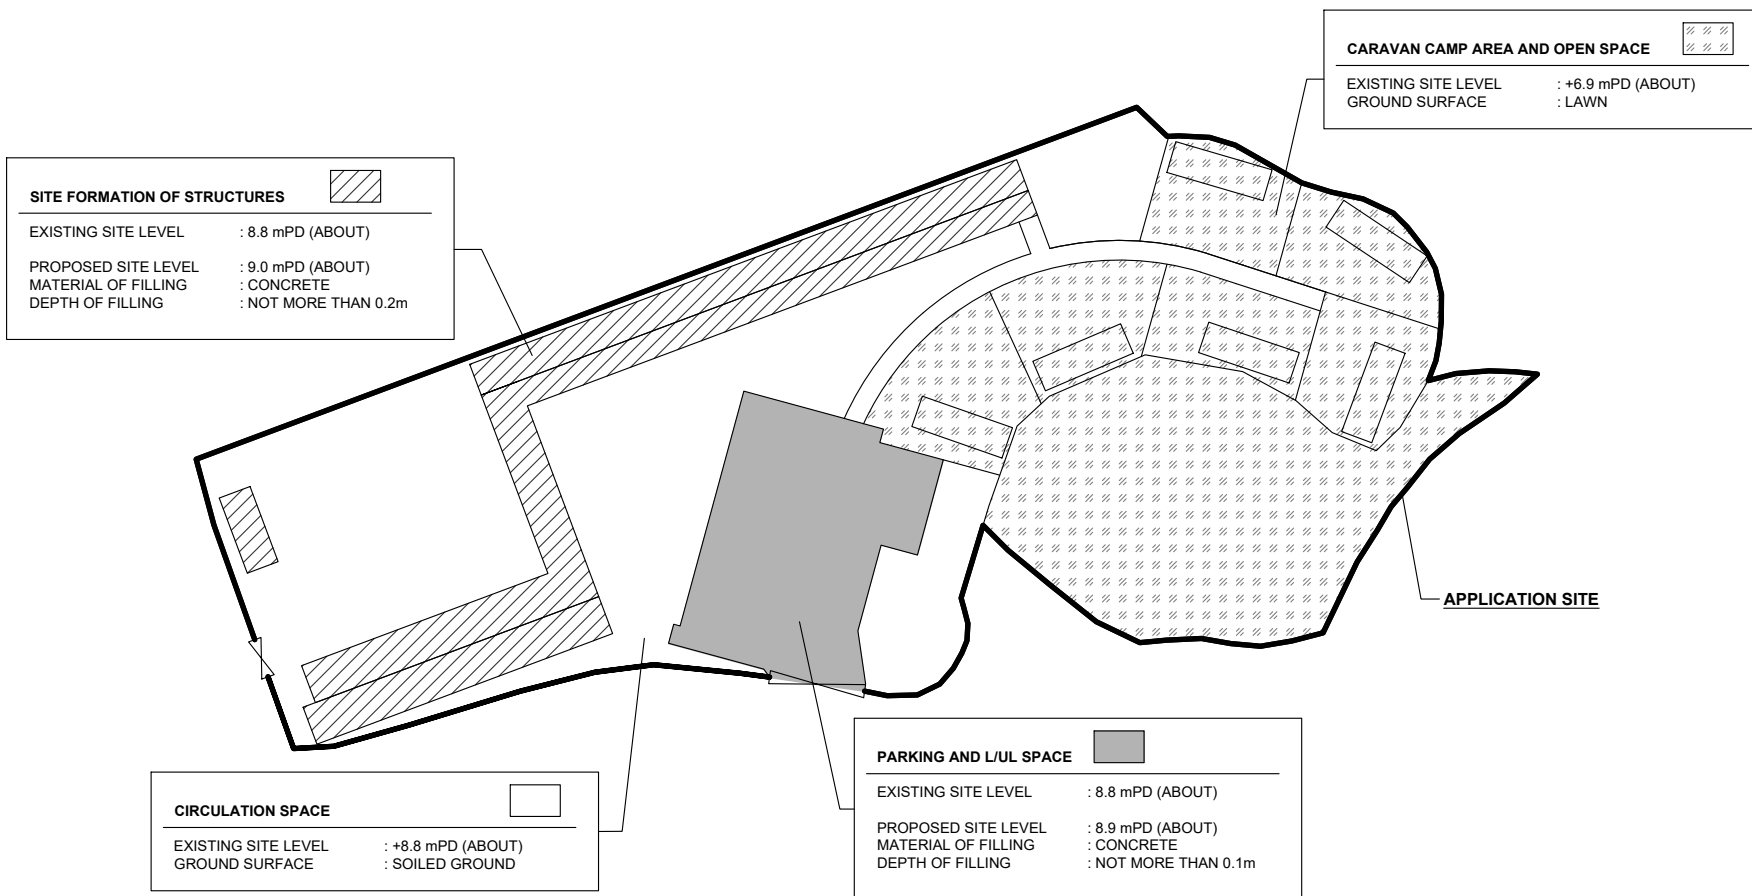 CARAVAN CAMP AREA AND OPEN SPACE
EXISTING SITE LEVEL : +6.9 mPD (ABOUT)
GROUND SURFACE : LAWN
SITE FORMATION OF STRUCTURES
EXISTING SITE LEVEL : 8.8 mPD (ABOUT)
PROPOSED SITE LEVEL : 9.0 mPD (ABOUT)
MATERIAL OF FILLING : CONCRETE
DEPTH OF FILLING : NOT MORE THAN 0.2m
APPLICATION SITE
PARKING AND L/UL SPACE
EXISTING SITE LEVEL : 8.8 mPD (ABOUT)
PROPOSED SITE LEVEL : 8.9 mPD (ABOUT)
MATERIAL OF FILLING : CONCRETE
DEPTH OF FILLING : NOT MORE THAN 0.1m
CIRCULATION SPACE
EXISTING SITE LEVEL : +8.8 mPD (ABOUT)
GROUND SURFACE : SOILED GROUND